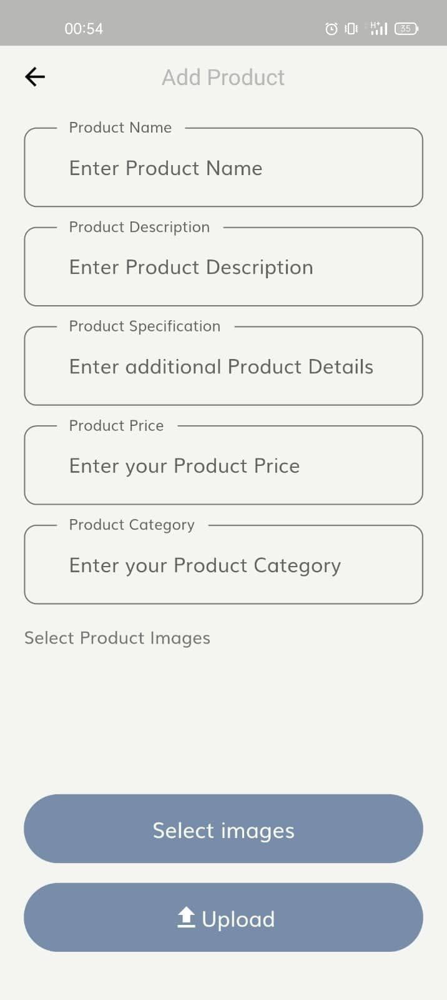 00:54 H+ 35
Add Product
Product Name
Enter Product Name
Product Description
Enter Product Description
Product Specification
Enter additional Product Details
Product Price
Enter your Product Price
Product Category
Enter your Product Category
Select Product Images
Select images
Upload